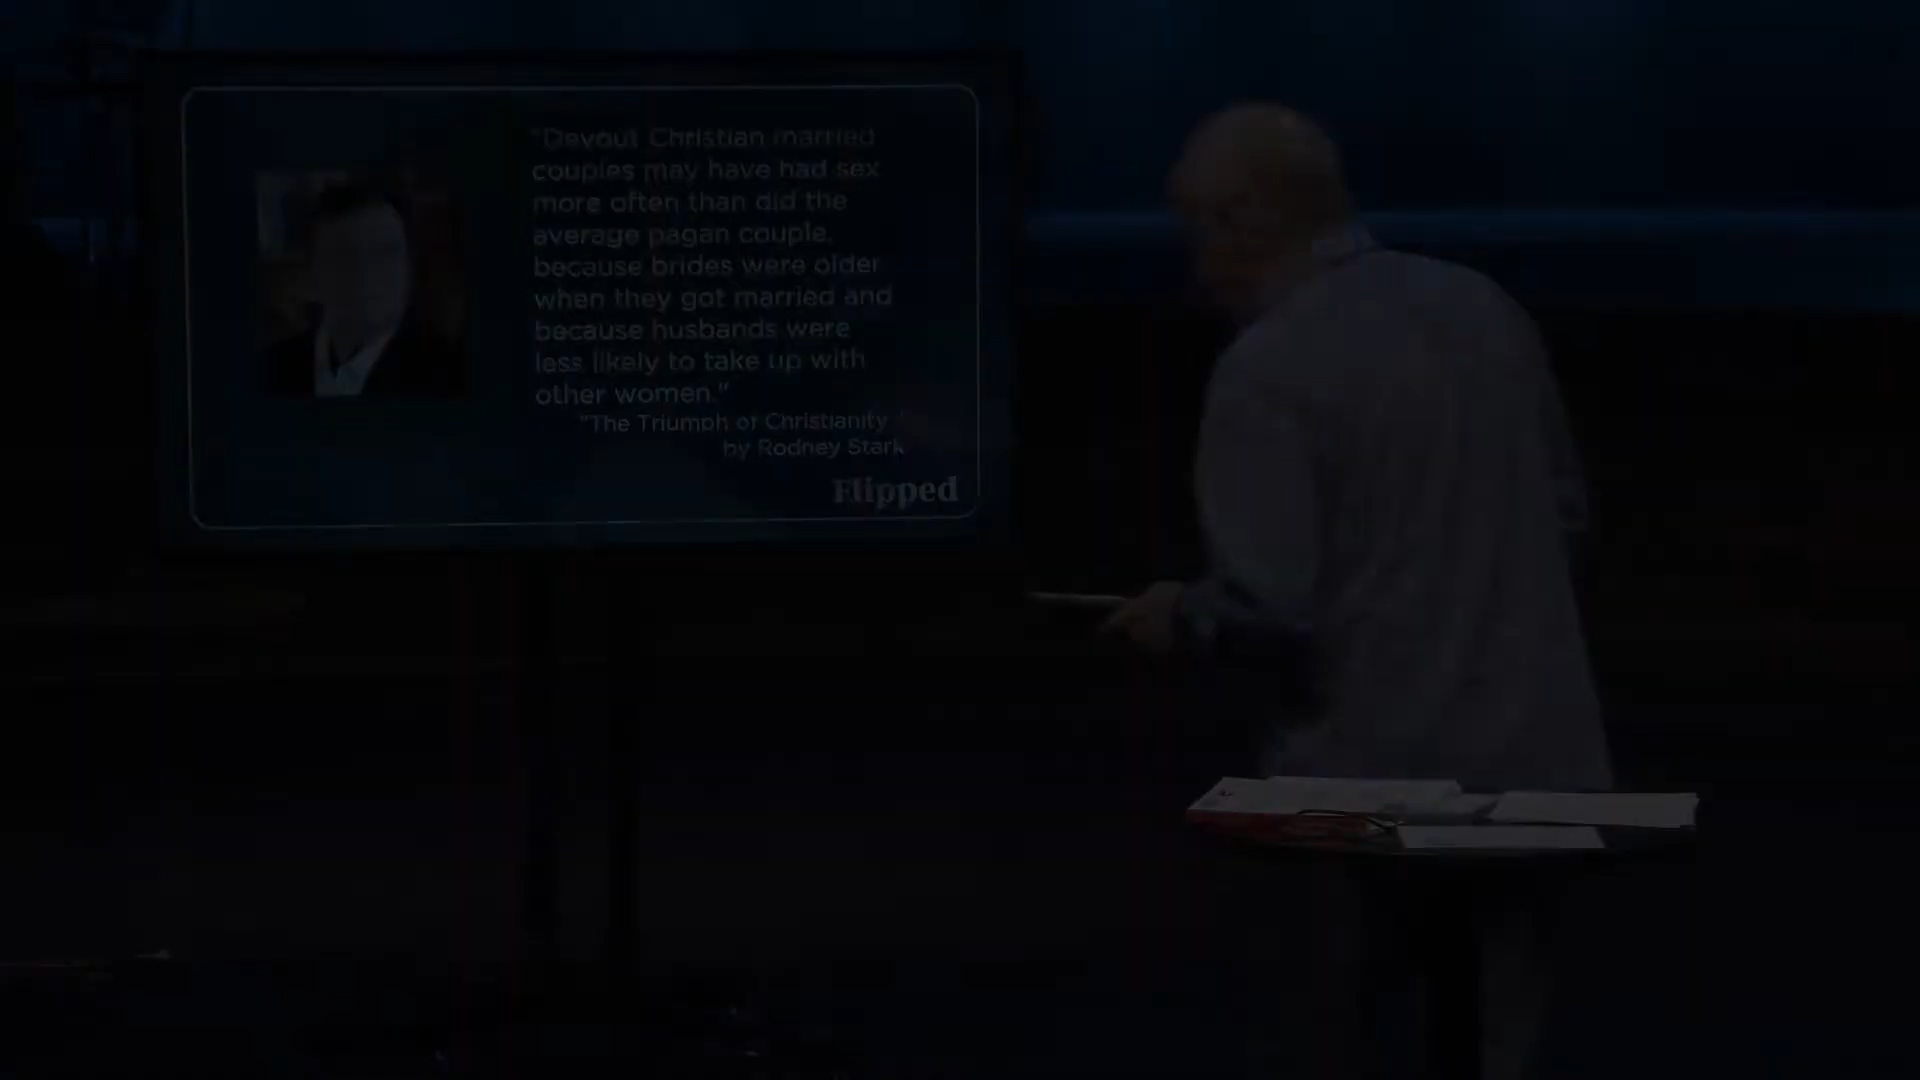 "Devout Christian married
couples may have had sex
more often than did the
average pagan couple,
because brides were older
when they got married and
because husbands were
less likely to take up with
other women."
"The Triumph of Christianity,"
by Rodney Stark
Flipped